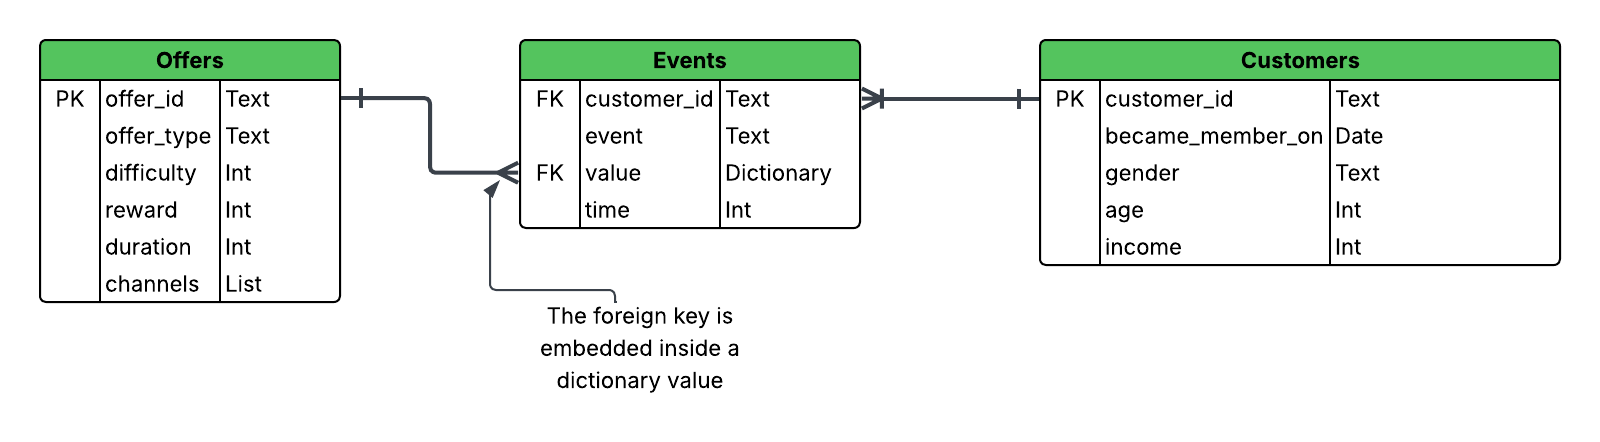 Offers
PK offer_id Text
offer_type Text
difficulty Int
reward Int
duration Int
channels List
Events
FK customer_id Text
event Text
FK value Dictionary
time Int
The foreign key is
embedded inside a
dictionary value
Customers
PK customer_id Text
became_member_on Date
gender Text
age Int
income Int